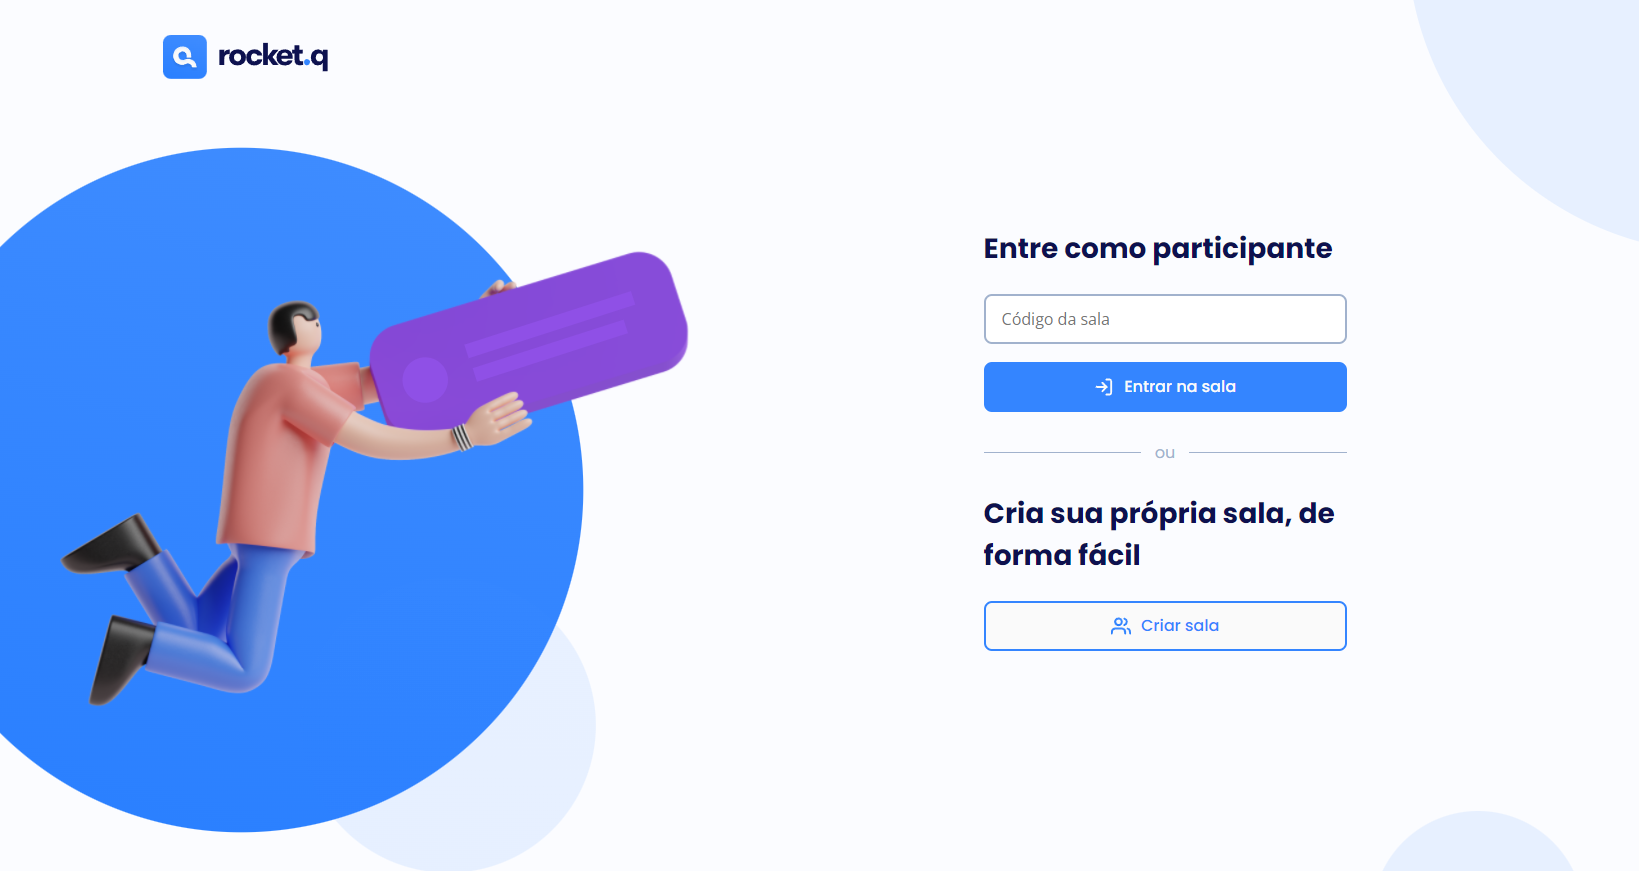 rocket.q
Entre como participante
Código da sala
Entrar na sala
ou
Cria sua própria sala, de
forma fácil
Criar sala